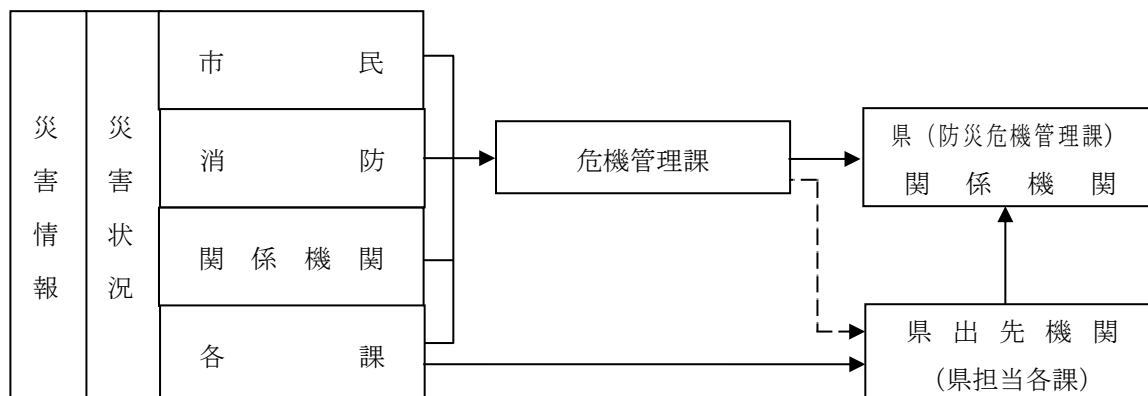 災害情報
災害状況
市民
消防
関係機関
各課
危機管理課
県（防災危機管理課）
関係機関
県出先機関
（県担当各課）